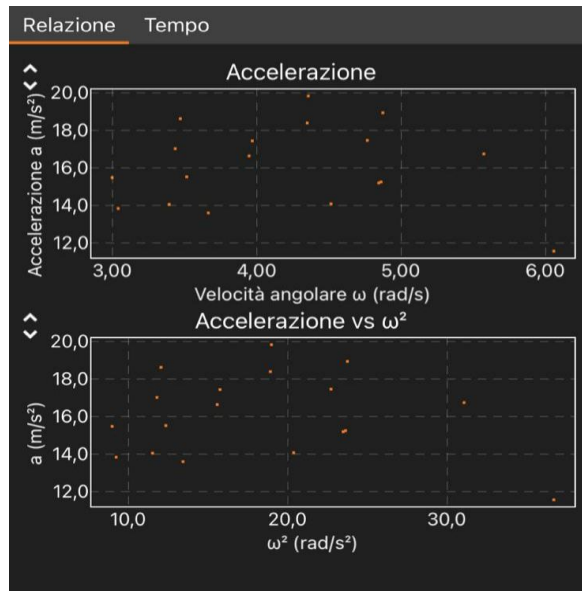 Relazione Tempo
Accelerazione
Accelerazione a (m/s²)
20,0
18,0
16,0
14,0
12,0
3,00 4,00 5,00 6,00
Velocità angolare ω (rad/s)
Accelerazione vs ω²
a (m/s²)
20,0
18,0
16,0
14,0
12,0
10,0 20,0 30,0
ω² (rad/s²)